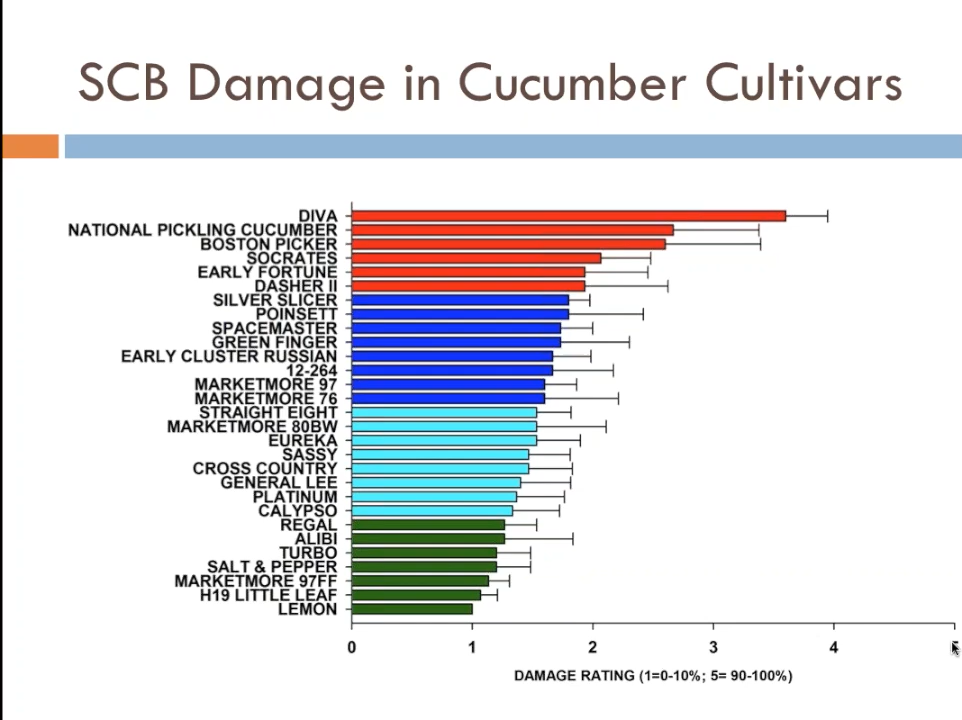 SCB Damage in Cucumber Cultivars
DIVA
NATIONAL PICKLING CUCUMBER
BOSTON PICKER
SOCRATES
EARLY FORTUNE
DASHER II
SILVER SLICER
POINSETT
SPACEMASTER
GREEN FINGER
EARLY CLUSTER RUSSIAN
12-264
MARKETMORE 97
MARKETMORE 76
STRAIGHT EIGHT
MARKETMORE 80BW
EUREKA
SASSY
CROSS COUNTRY
GENERAL LEE
PLATINUM
CALYPSO
REGAL
ALIBI
TURBO
SALT & PEPPER
MARKETMORE 97FF
H19 LITTLE LEAF
LEMON
0 1 2 3 4
DAMAGE RATING (1=0-10%; 5= 90-100%)